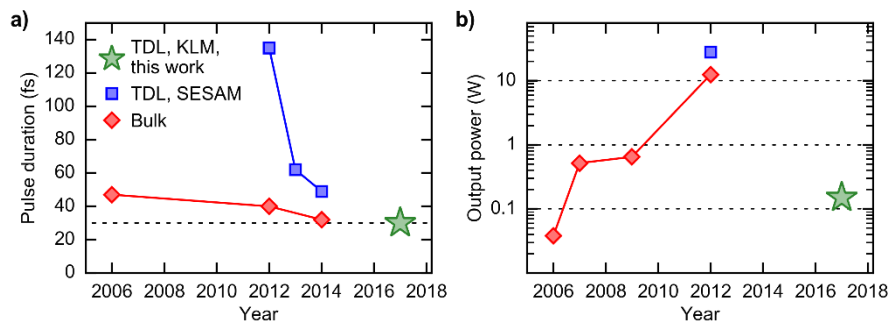 a)
Pulse duration (fs)
140
120
100
80
60
40
20
0
TDL, KLM,
this work
TDL, SESAM
Bulk
2006 2008 2010 2012 2014 2016 2018
Year
b)
Output power (W)
10
1
0.1
2006 2008 2010 2012 2014 2016 2018
Year